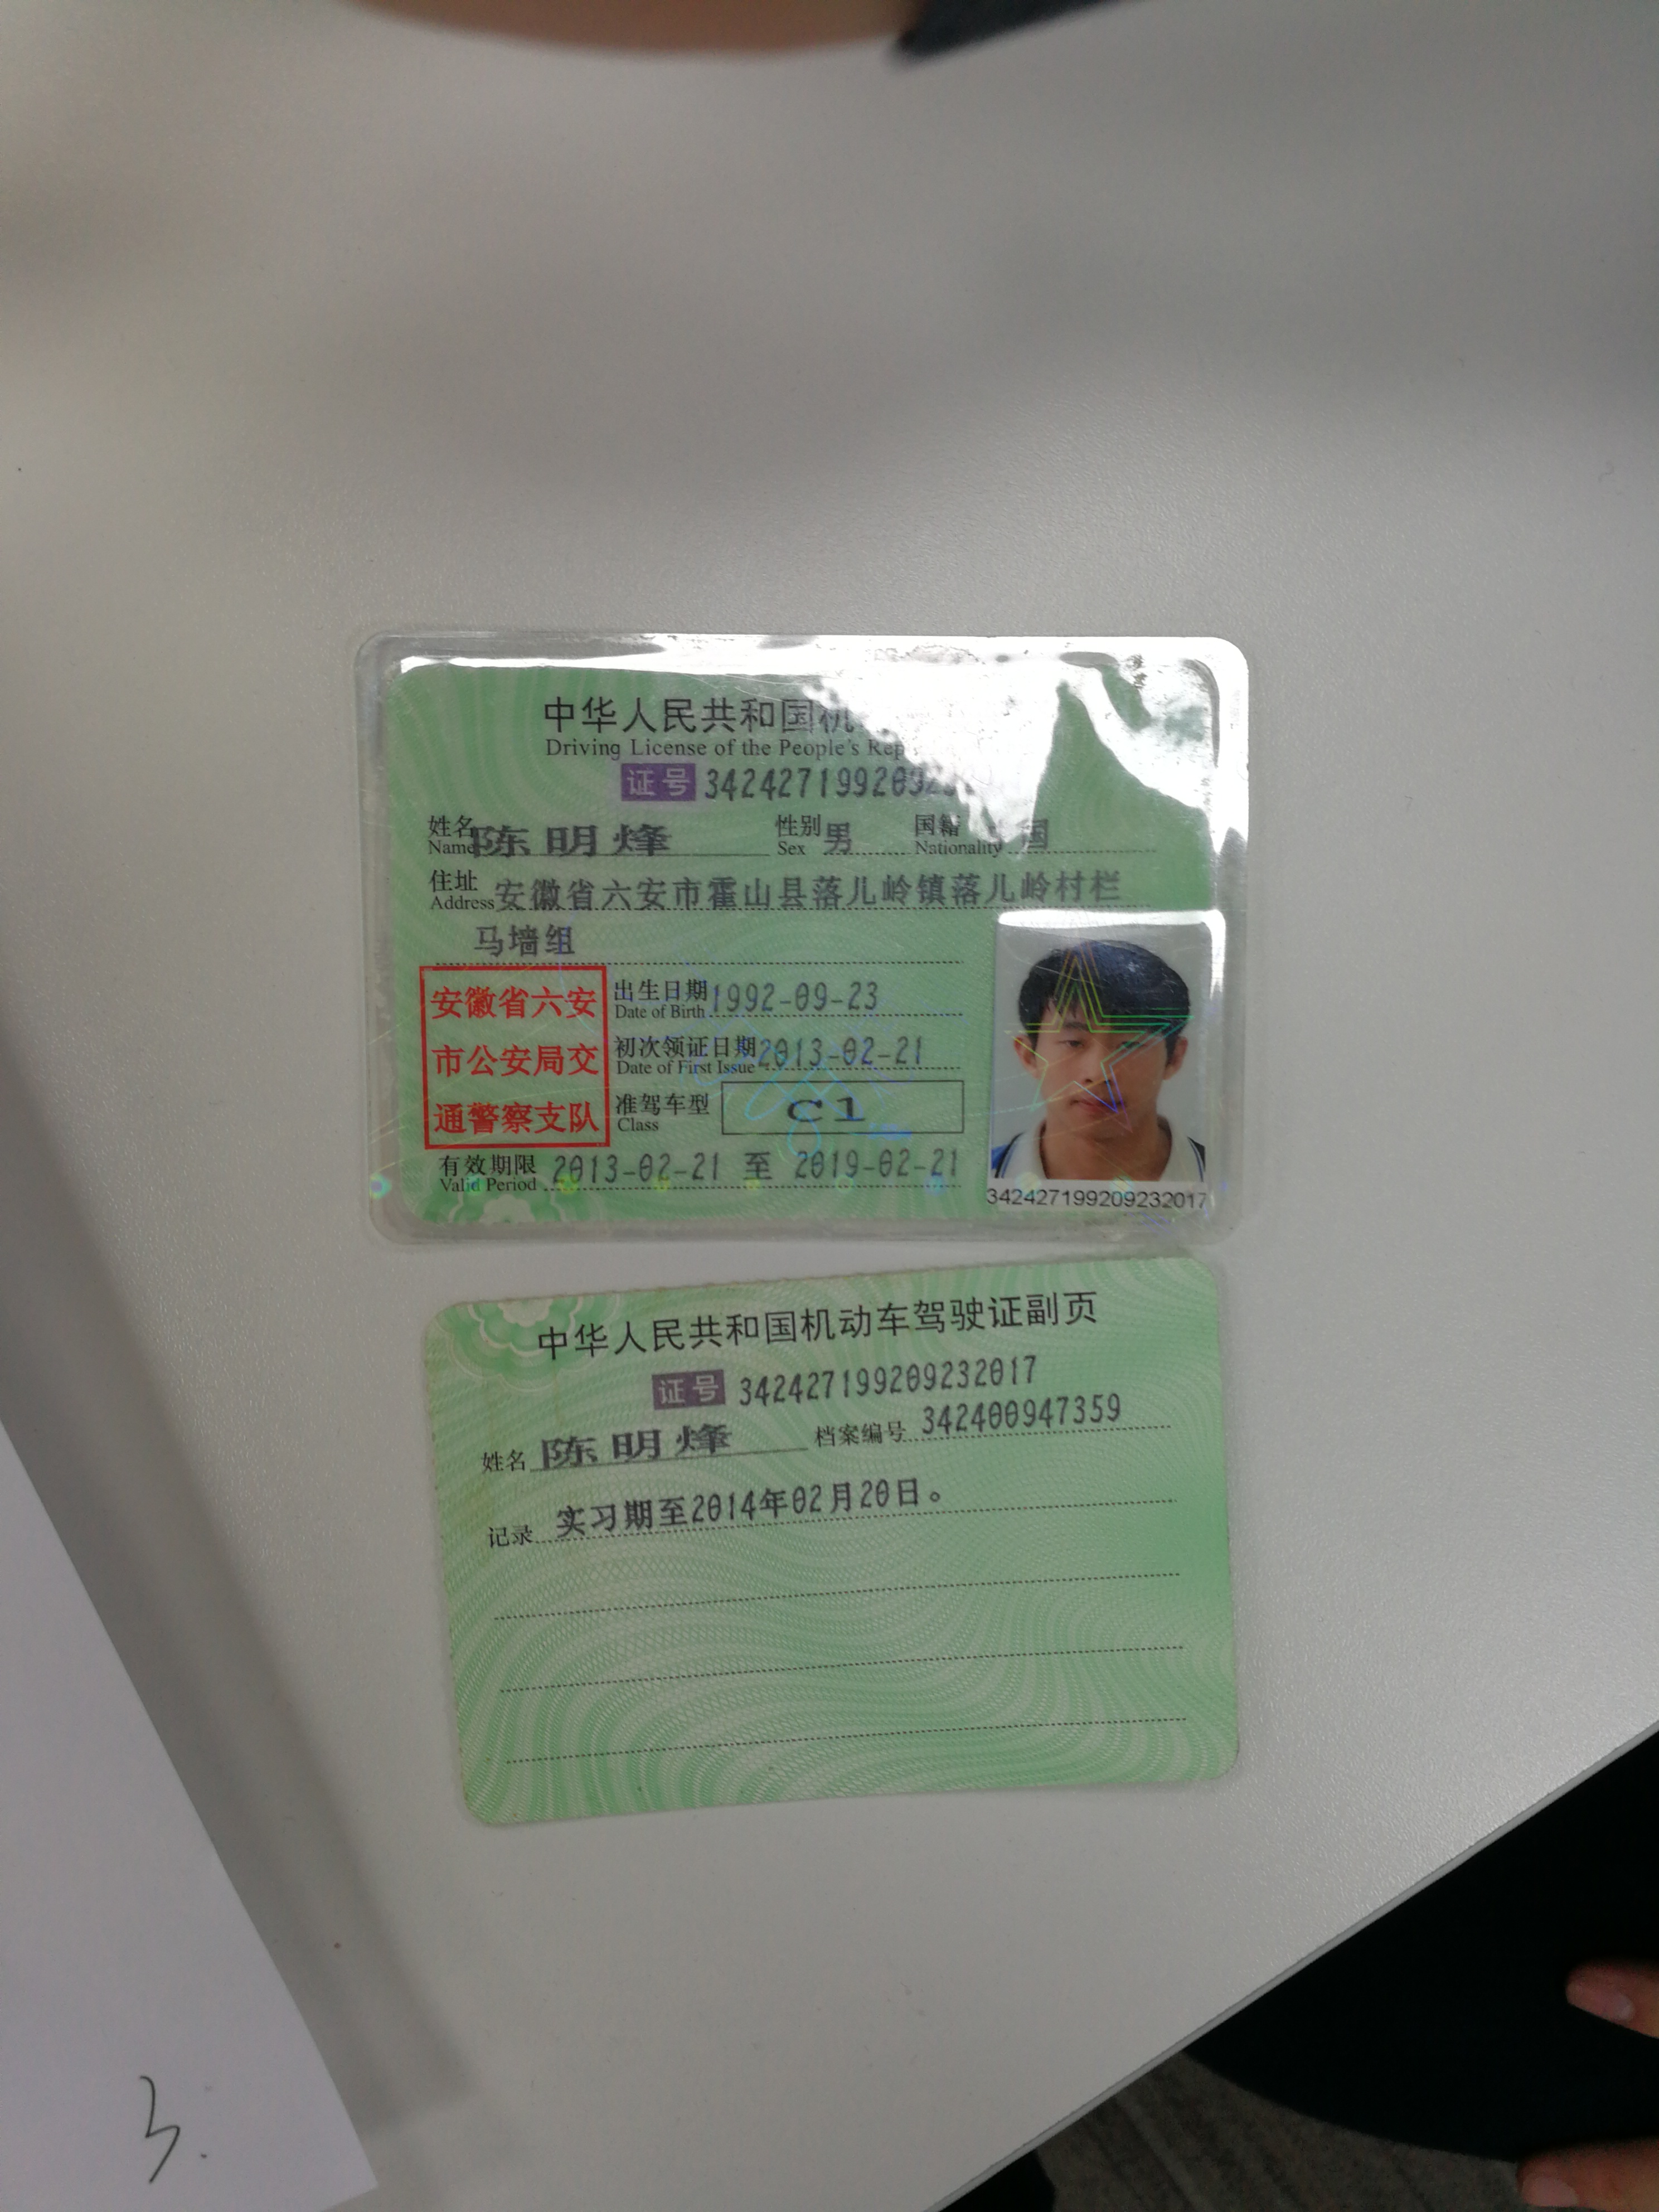 中华人民共和国机
Driving License of the People's Rep
证号 34242719920923
姓名 陈明烽 性别 男 国籍 国
Name Sex Nationality
住址 安徽省六安市霍山县落儿岭镇落儿岭村栏
Address
马墙组
安徽省六安
市公安局交
通警察支队
出生日期 1992-09-23
Date of Birth
初次领证日期 2013-02-21
Date of First Issue
准驾车型 C1
Class
有效期限 2013-02-21 至 2019-02-21
Valid Period
342427199209232017
中华人民共和国机动车驾驶证副页
证号 342427199209232017
姓名 陈明烽 档案编号 342400947359
记录 实习期至2014年02月20日。
3.